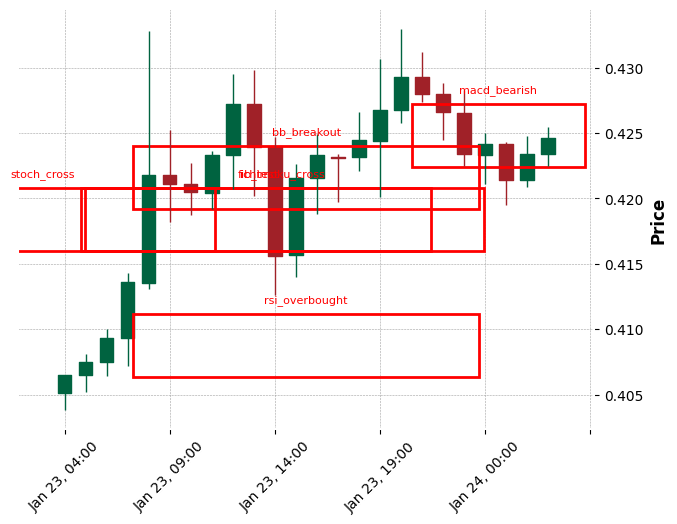 0.430
macd_bearish
bb_breakout
0.425
stoch_cross
0.420
Price
0.415
rsi_overbought
0.410
0.405
Jan 23, 04:00
Jan 23, 09:00
Jan 23, 14:00
Jan 23, 19:00
Jan 24, 00:00